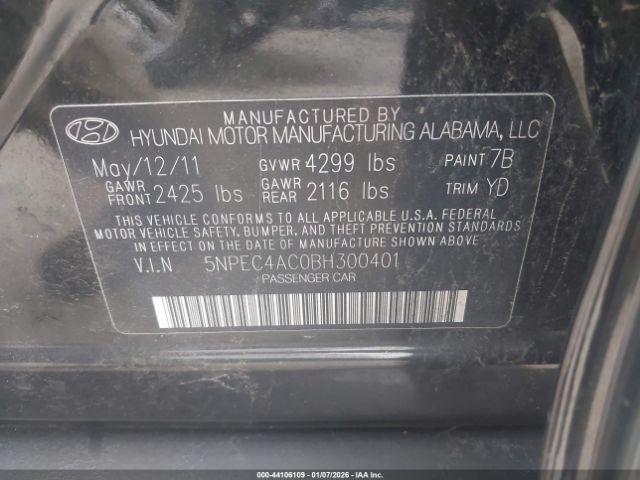 MANUFACTURED BY
HYUNDAI MOTOR MANUFACTURING ALABAMA, LLC
May/12/11 GVWR 4299 lbs PAINT 7B
GAWR FRONT 2425 lbs GAWR REAR 2116 lbs TRIM YD
THIS VEHICLE CONFORMS TO ALL APPLICABLE U.S.A. FEDERAL
MOTOR VEHICLE SAFETY, BUMPER, AND THEFT PREVENTION STANDARDS
IN EFFECT ON THE DATE OF MANUFACTURE SHOWN ABOVE.
V.I.N 5NPEC4AC0BH300401
PASSENGER CAR
000-44106109 | 01/07/2026 | Copyright IAA, Inc.